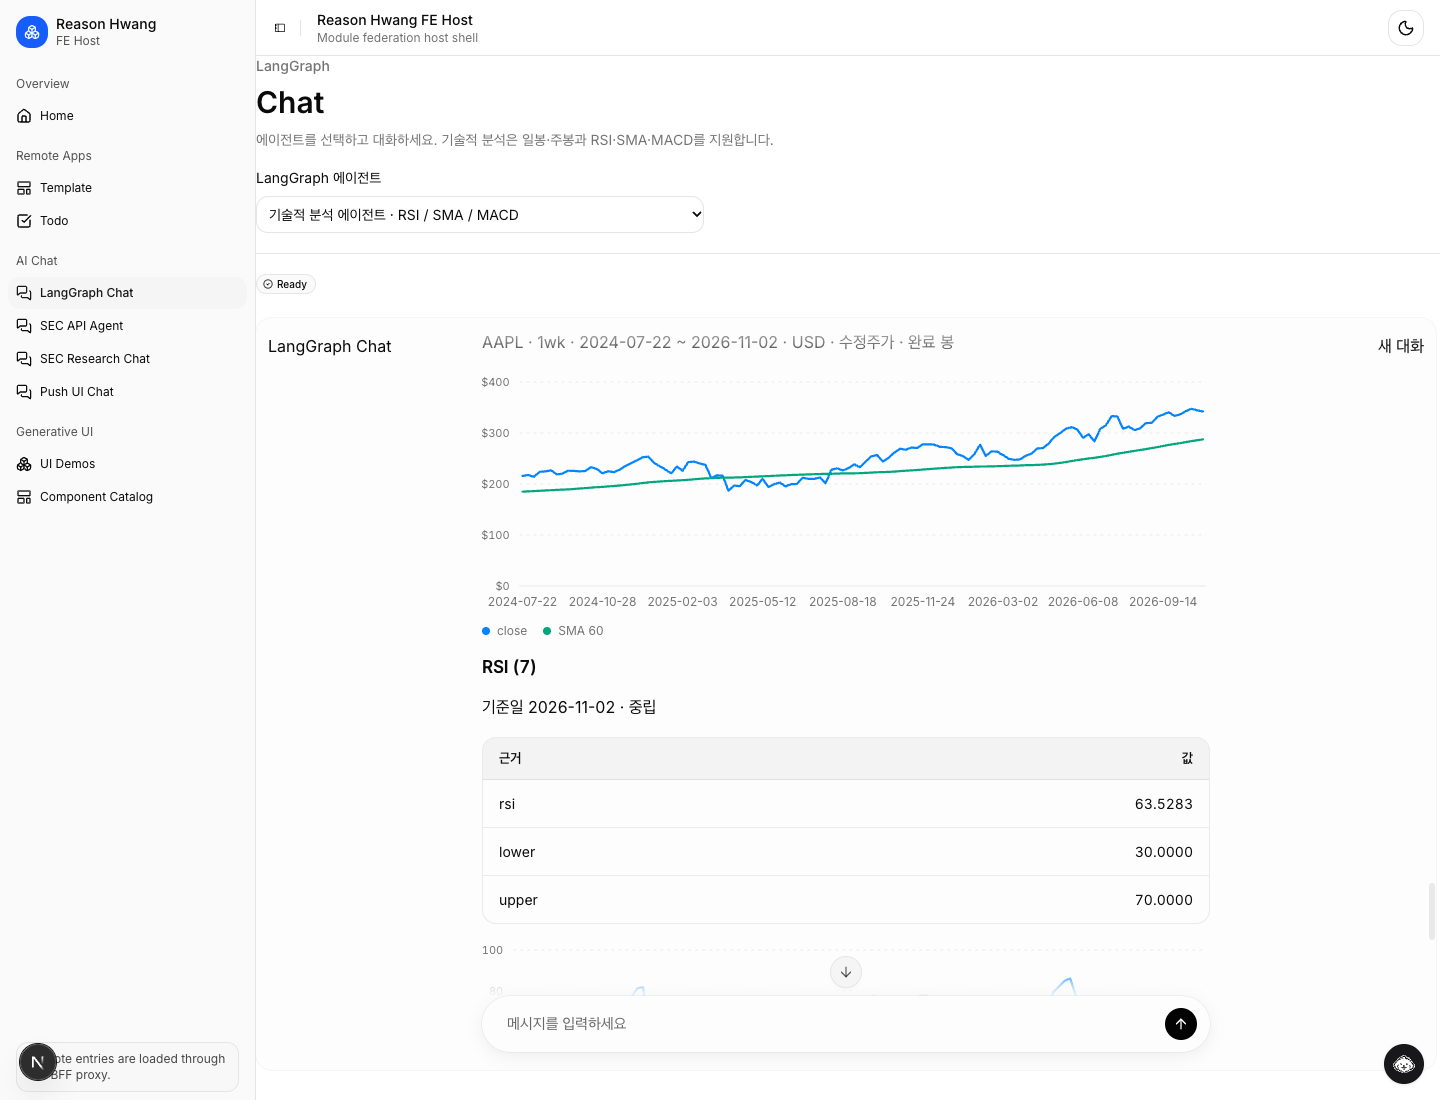 Reason Hwang
FE Host
Overview
Home
Remote Apps
Template
Todo
AI Chat
LangGraph Chat
SEC API Agent
SEC Research Chat
Push UI Chat
Generative UI
UI Demos
Component Catalog
ote entries are loaded through
BFF proxy.
N
Reason Hwang FE Host
Module federation host shell
LangGraph
Chat
에이전트를 선택하고 대화하세요. 기술적 분석은 일봉·주봉과 RSI·SMA·MACD를 지원합니다.
LangGraph 에이전트
기술적 분석 에이전트 · RSI / SMA / MACD
Ready
LangGraph Chat
새 대화
AAPL · 1wk · 2024-07-22 ~ 2026-11-02 · USD · 수정주가 · 완료 봉
$400
$300
$200
$100
$0
2024-07-22 2024-10-28 2025-02-03 2025-05-12 2025-08-18 2025-11-24 2026-03-02 2026-06-08 2026-09-14
close SMA 60
RSI (7)
기준일 2026-11-02 · 중립
근거 값
rsi 63.5283
lower 30.0000
upper 70.0000
100
80
메시지를 입력하세요